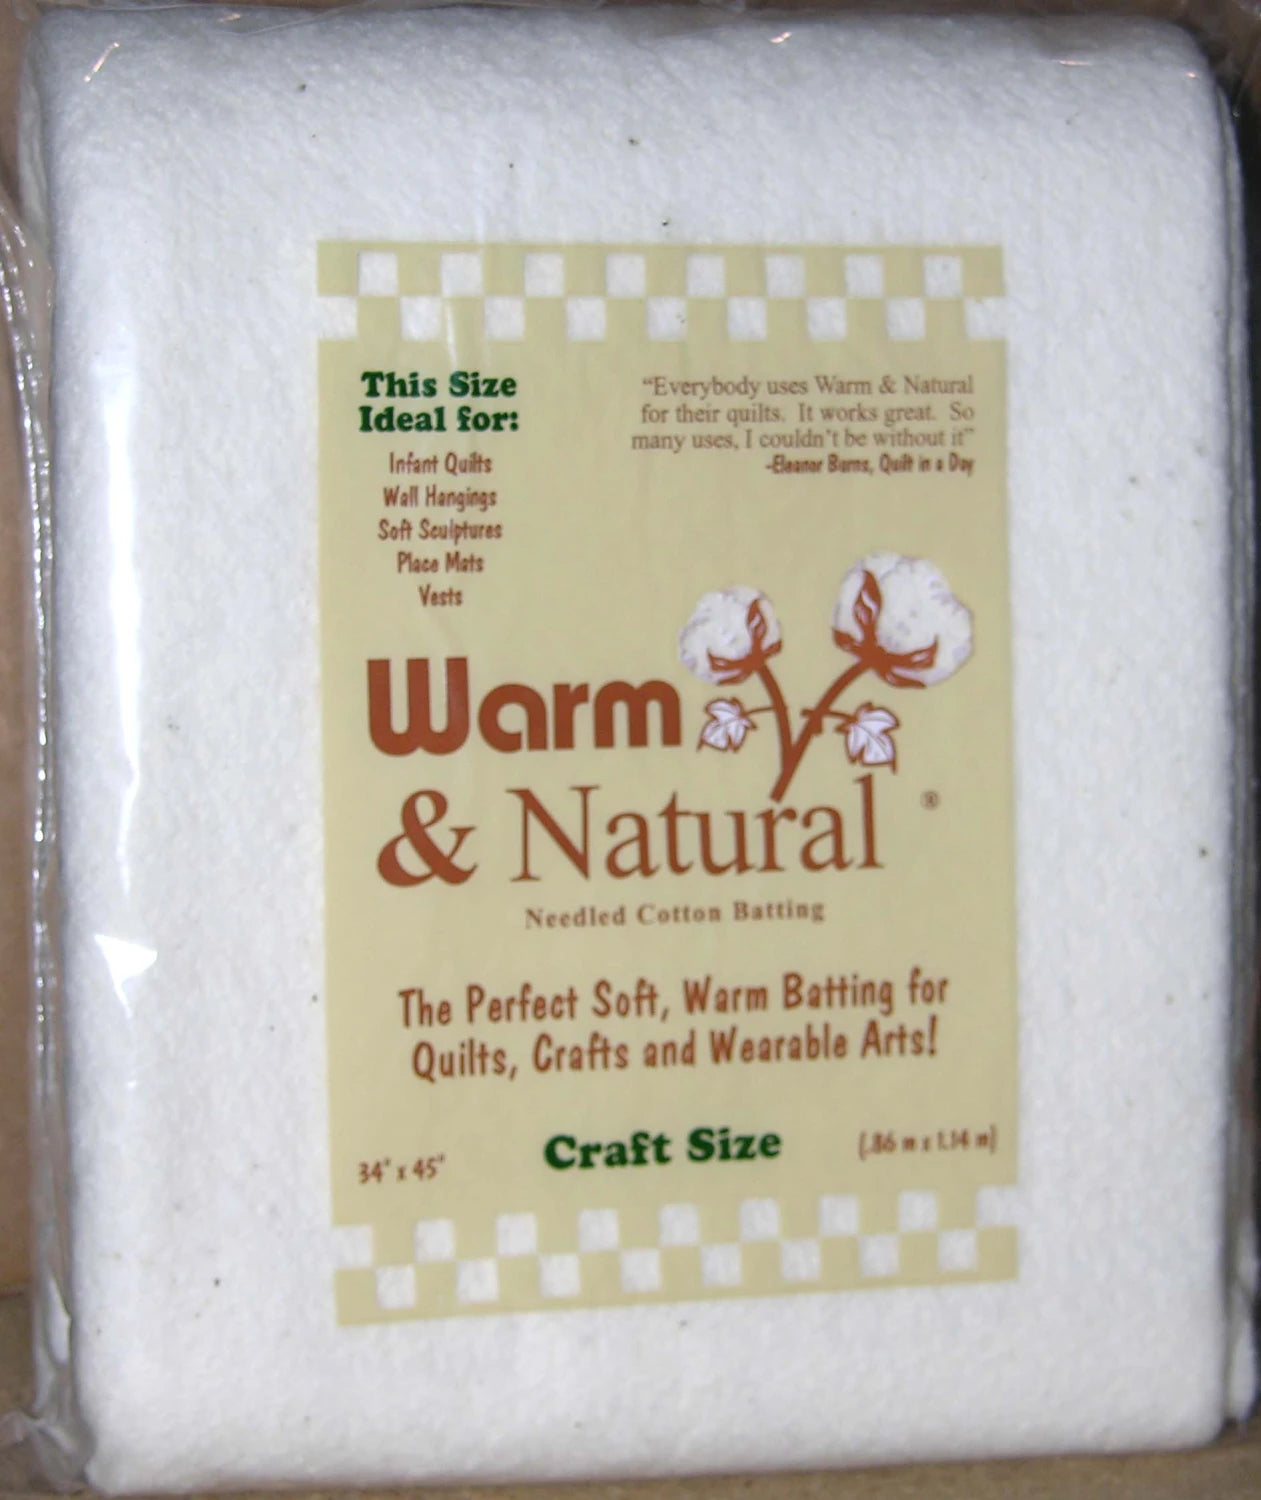 This Size
Ideal for:
Infant Quilts
Wall Hangings
Soft Sculptures
Place Mats
Vests
“Everybody uses Warm & Natural
for their quilts. It works great. So
many uses, I couldn’t be without it”
-Eleanor Burns, Quilt in a Day
Warm
& Natural ®
Needled Cotton Batting
The Perfect Soft, Warm Batting for
Quilts, Crafts and Wearable Arts!
34" x 45" Craft Size (.86 m x 1.14 m)